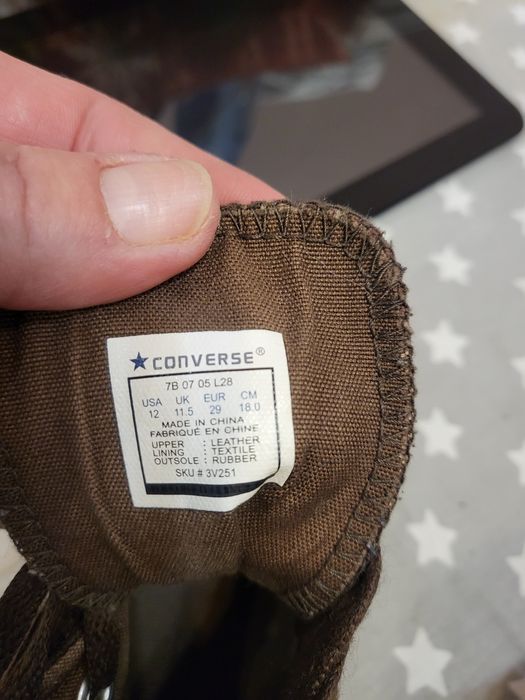 CONVERSE®
7B 07 05 L28
USA UK EUR CM
12 11.5 29 18.0
MADE IN CHINA
FABRIQUÉ EN CHINE
UPPER : LEATHER
LINING : TEXTILE
OUTSOLE : RUBBER
SKU # 3V251